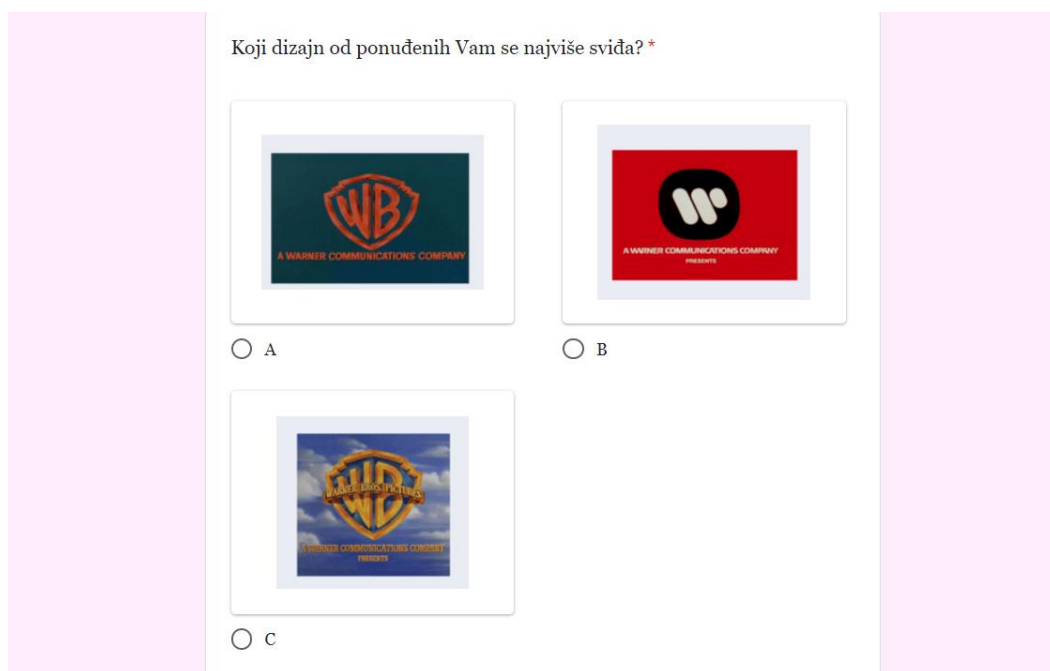 Koji dizajn od ponuđenih Vam se najviše sviđa? *
WB
A WARNER COMMUNICATIONS COMPANY
A
A WARNER COMMUNICATIONS COMPANY
PRESENTS
B
WB
WARNER BROS. PICTURES
A WARNER COMMUNICATIONS COMPANY
PRESENTS
C